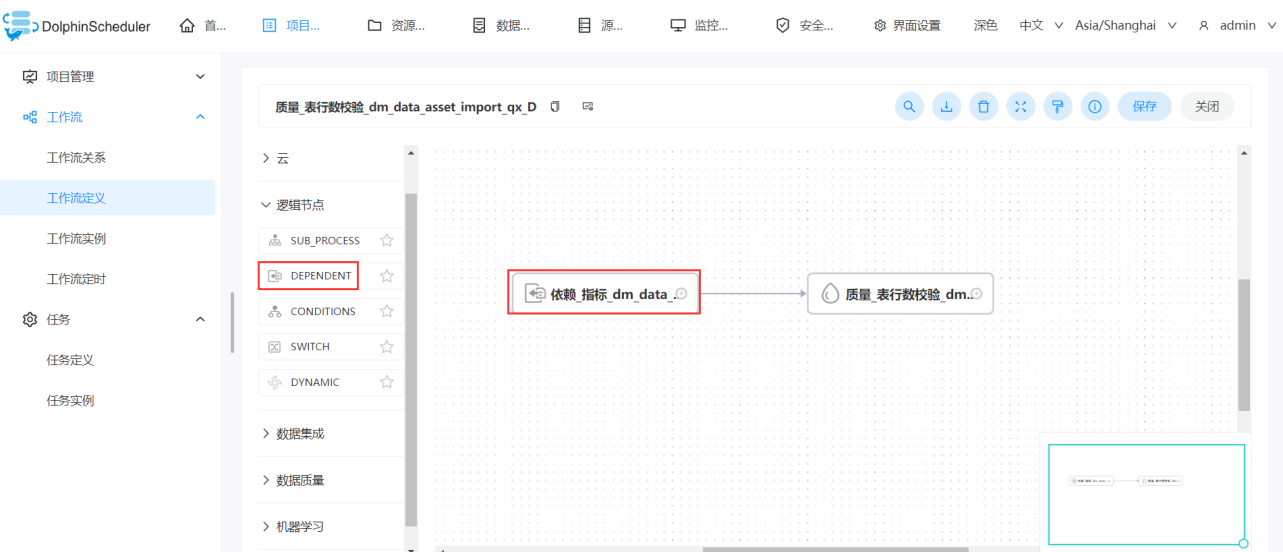 DolphinScheduler
首...
项目...
资源...
数据...
源...
监控...
安全...
界面设置
深色
中文
Asia/Shanghai
admin
项目管理
工作流
工作流关系
工作流定义
工作流实例
工作流定时
任务
任务定义
任务实例
质量_表行数校验_dm_data_asset_import_qx_D
保存
关闭
云
逻辑节点
SUB_PROCESS
DEPENDENT
CONDITIONS
SWITCH
DYNAMIC
数据集成
数据质量
机器学习
依赖_指标_dm_data_...
质量_表行数校验_dm...